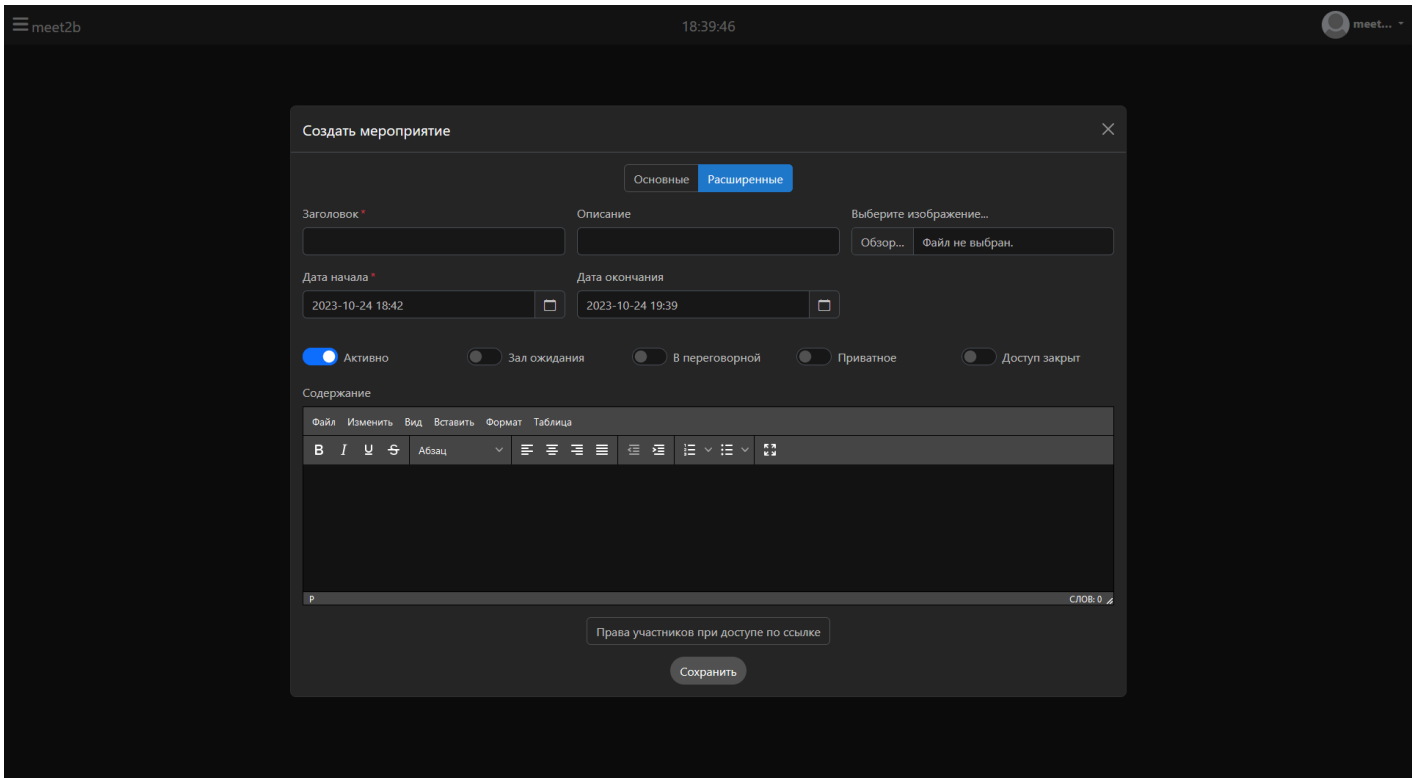 meet2b 18:39:46 meet...
Создать мероприятие
Основные Расширенные
Заголовок * Описание Выберите изображение...
Обзор... Файл не выбран.
Дата начала * Дата окончания
2023-10-24 18:42 2023-10-24 19:39
Активно Зал ожидания В переговорной Приватное Доступ закрыт
Содержание
Файл Изменить Вид Вставить Формат Таблица
B I U S Абзац
P СЛОВ: 0
Права участников при доступе по ссылке
Сохранить